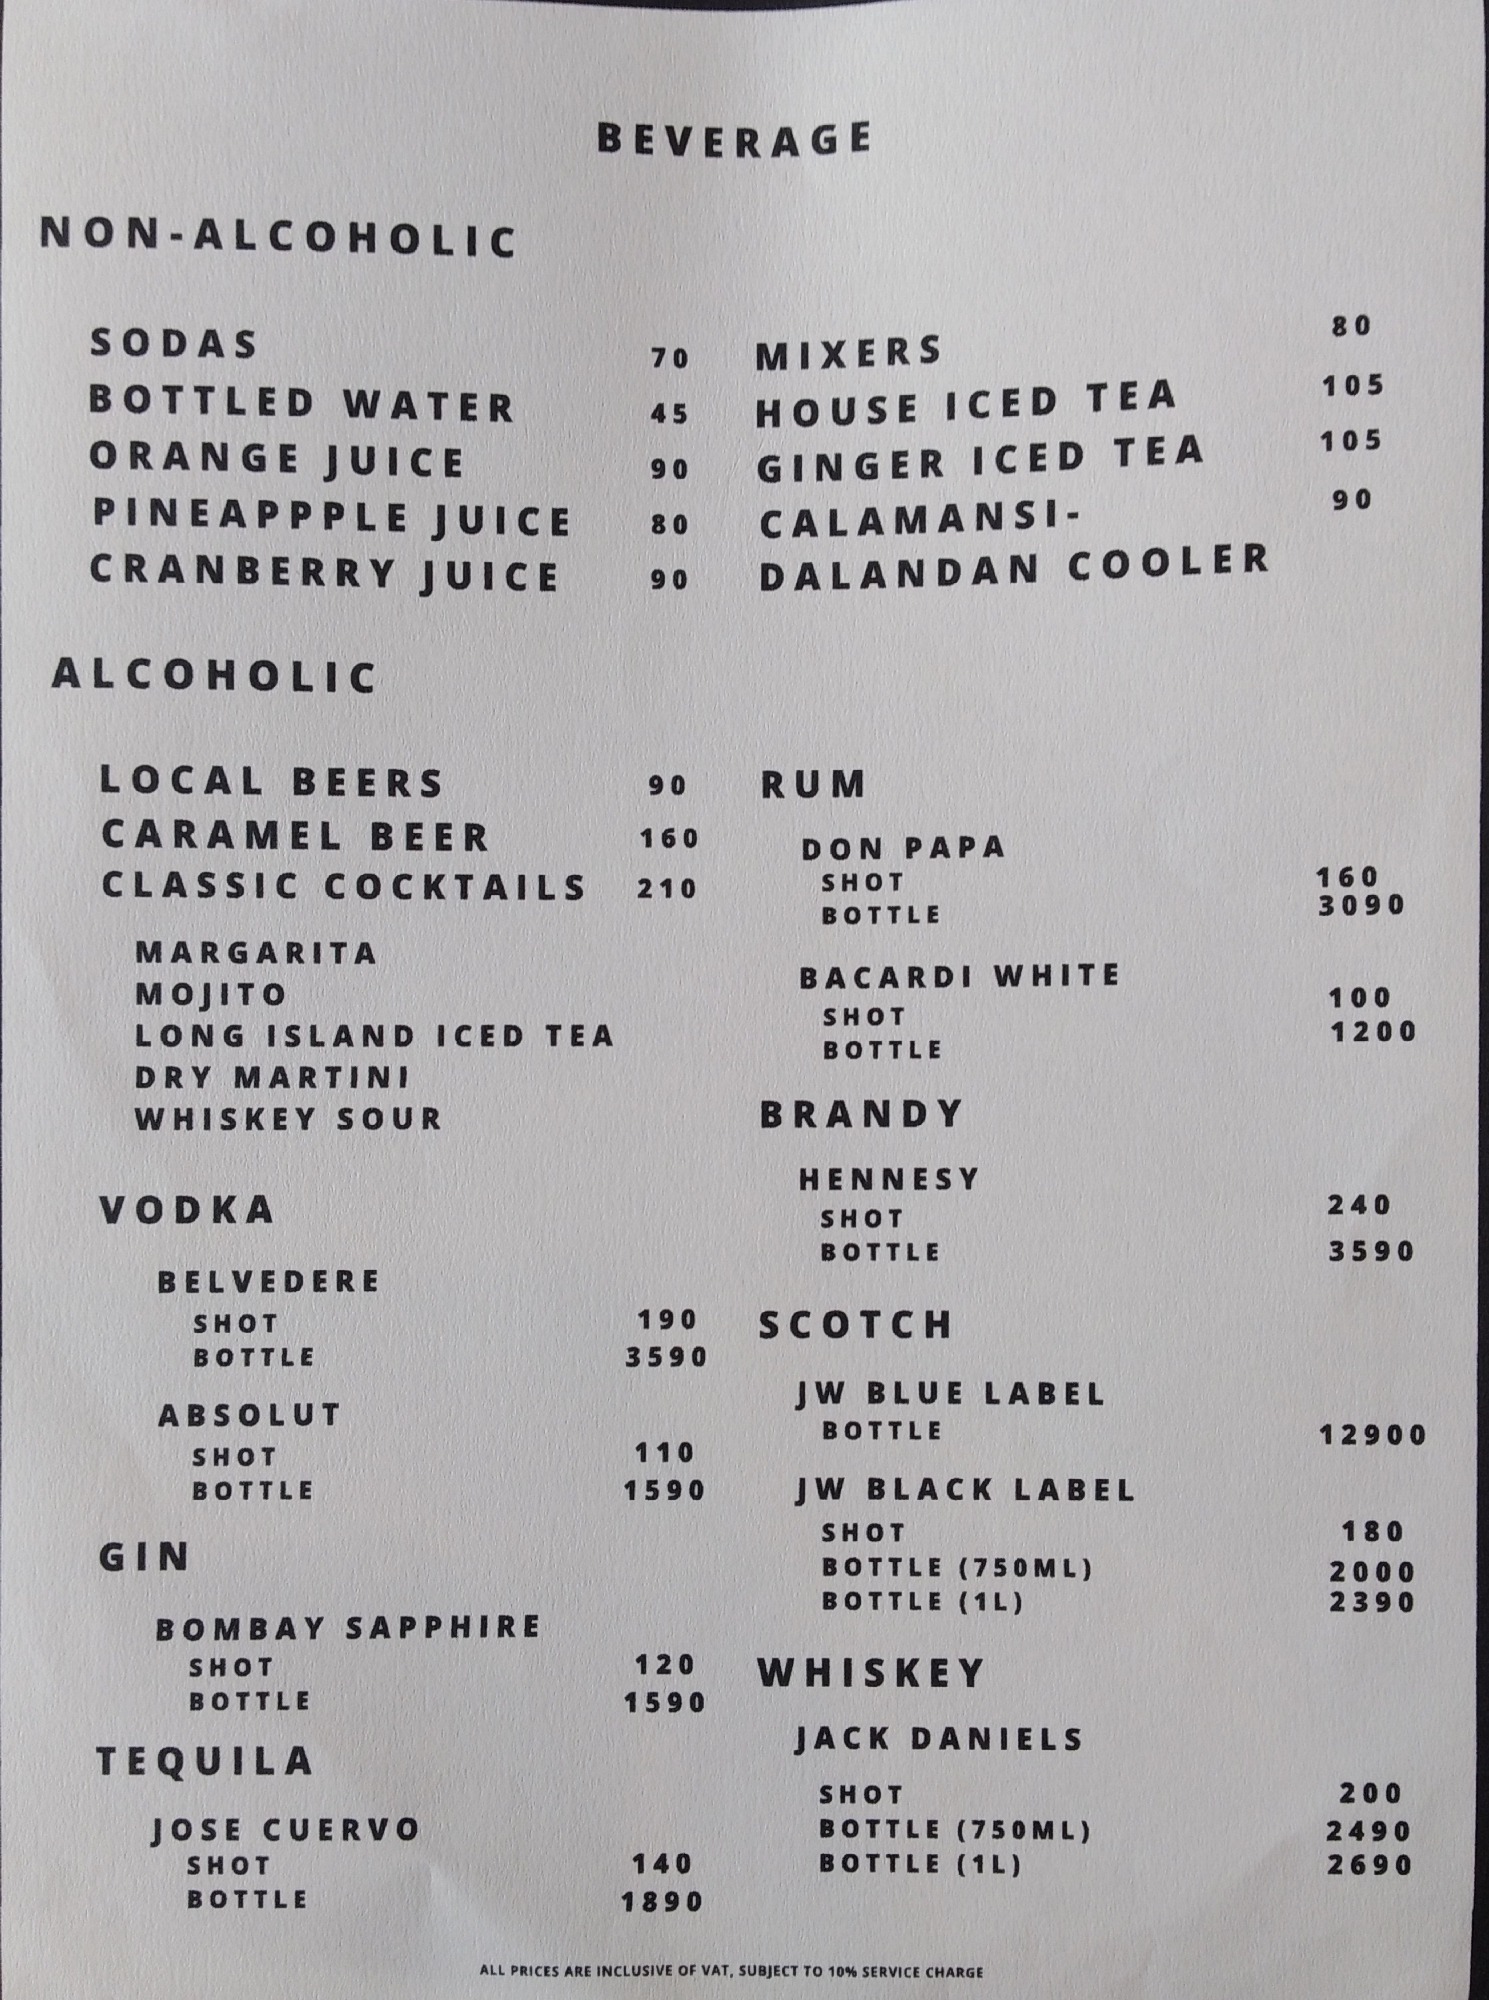 BEVERAGE
NON-ALCOHOLIC
SODAS 70
BOTTLED WATER 45
ORANGE JUICE 90
PINEAPPPLE JUICE 80
CRANBERRY JUICE 90
MIXERS 80
HOUSE ICED TEA 105
GINGER ICED TEA 105
CALAMANSI- 90
DALANDAN COOLER
ALCOHOLIC
LOCAL BEERS 90
CARAMEL BEER 160
CLASSIC COCKTAILS 210
MARGARITA
MOJITO
LONG ISLAND ICED TEA
DRY MARTINI
WHISKEY SOUR
VODKA
BELVEDERE
SHOT 190
BOTTLE 3590
ABSOLUT
SHOT 110
BOTTLE 1590
GIN
BOMBAY SAPPHIRE
SHOT 120
BOTTLE 1590
TEQUILA
JOSE CUERVO
SHOT 140
BOTTLE 1890
RUM
DON PAPA
SHOT 160
BOTTLE 3090
BACARDI WHITE
SHOT 100
BOTTLE 1200
BRANDY
HENNESY
SHOT 240
BOTTLE 3590
SCOTCH
JW BLUE LABEL
BOTTLE 12900
JW BLACK LABEL
SHOT 180
BOTTLE (750ML) 2000
BOTTLE (1L) 2390
WHISKEY
JACK DANIELS
SHOT 200
BOTTLE (750ML) 2490
BOTTLE (1L) 2690
ALL PRICES ARE INCLUSIVE OF VAT, SUBJECT TO 10% SERVICE CHARGE